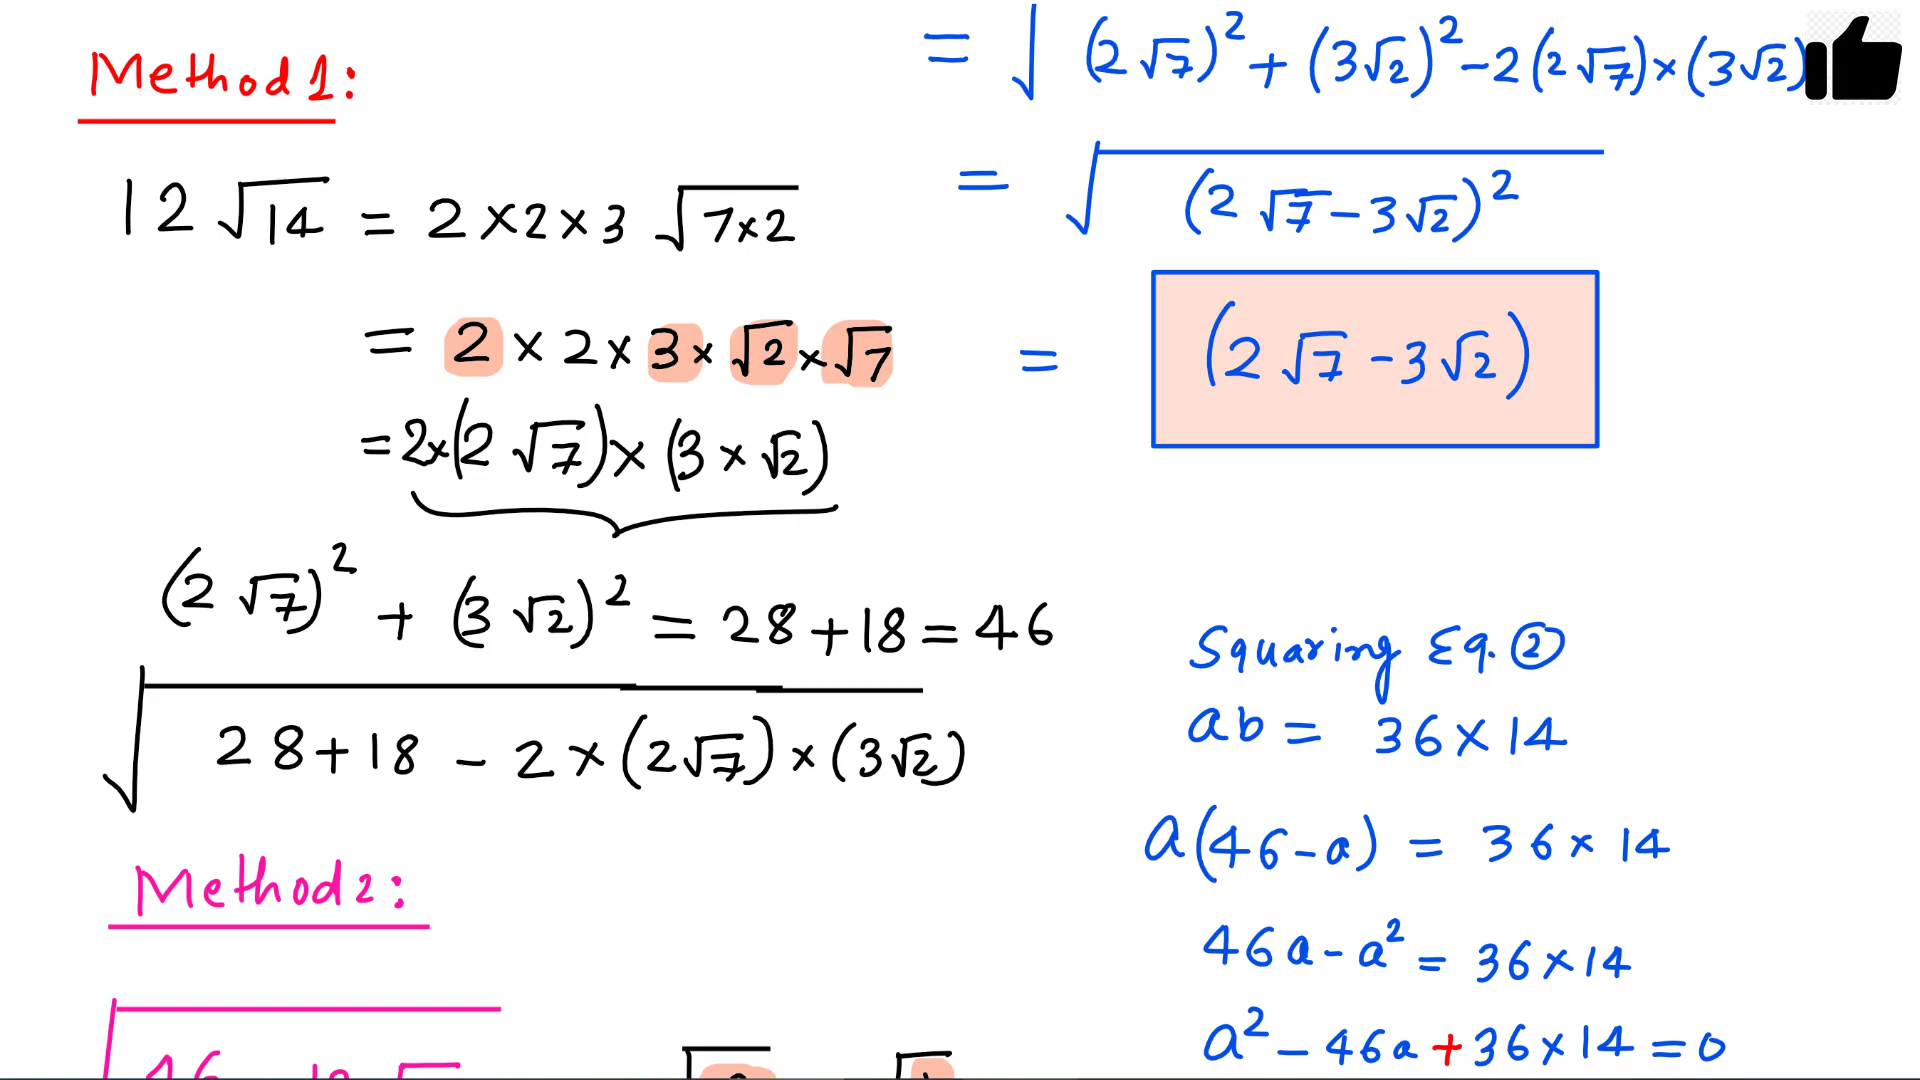 Method 1:
12 √14 = 2 × 2 × 3 √7×2
= 2 × 2 × 3 × √2 × √7
= 2×(2 √7) × (3 × √2)
(2 √7)² + (3 √2)² = 28 + 18 = 46
√28 + 18 - 2 × (2√7) × (3√2)
Method 2:
= √(2√7)² + (3√2)² - 2(2√7) × (3√2)
= √(2 √7 - 3√2)²
= (2 √7 - 3√2)
Squaring Eq. ②
ab = 36 × 14
a(46 - a) = 36 × 14
46a - a² = 36 × 14
a² - 46a + 36 × 14 = 0